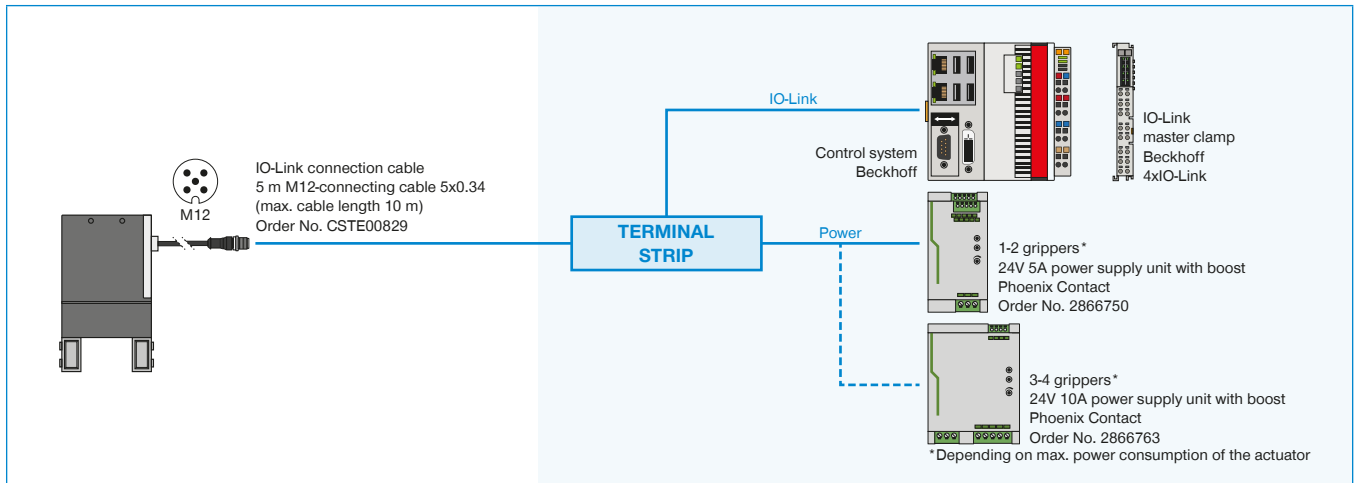 IO-Link connection cable
5 m M12-connecting cable 5x0.34
(max. cable length 10 m)
Order No. CSTE00829
M12
TERMINAL
STRIP
IO-Link
Control system
Beckhoff
IO-Link
master clamp
Beckhoff
4xIO-Link
Power
1-2 grippers*
24V 5A power supply unit with boost
Phoenix Contact
Order No. 2866750
3-4 grippers*
24V 10A power supply unit with boost
Phoenix Contact
Order No. 2866763
*Depending on max. power consumption of the actuator